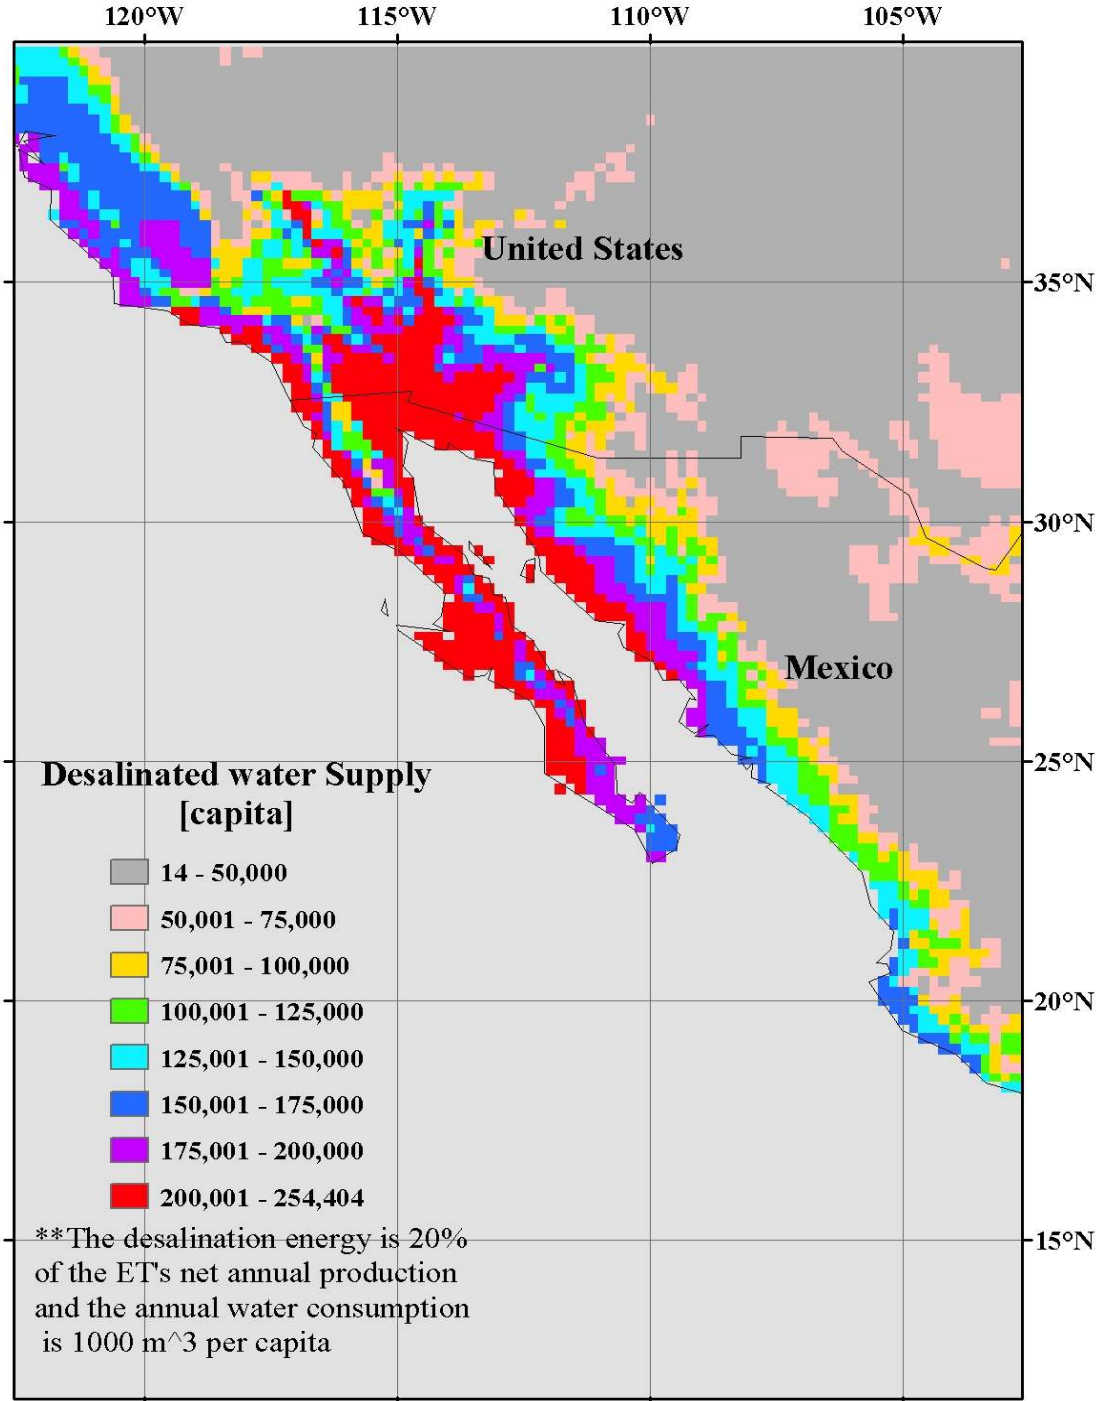 120°W 115°W 110°W 105°W
United States
35°N
30°N
Mexico
25°N
Desalinated water Supply
[capita]
14 - 50,000
50,001 - 75,000
75,001 - 100,000
20°N
100,001 - 125,000
125,001 - 150,000
150,001 - 175,000
175,001 - 200,000
200,001 - 254,404
**The desalination energy is 20%
15°N
of the ET's net annual production
and the annual water consumption
is 1000 m^3 per capita